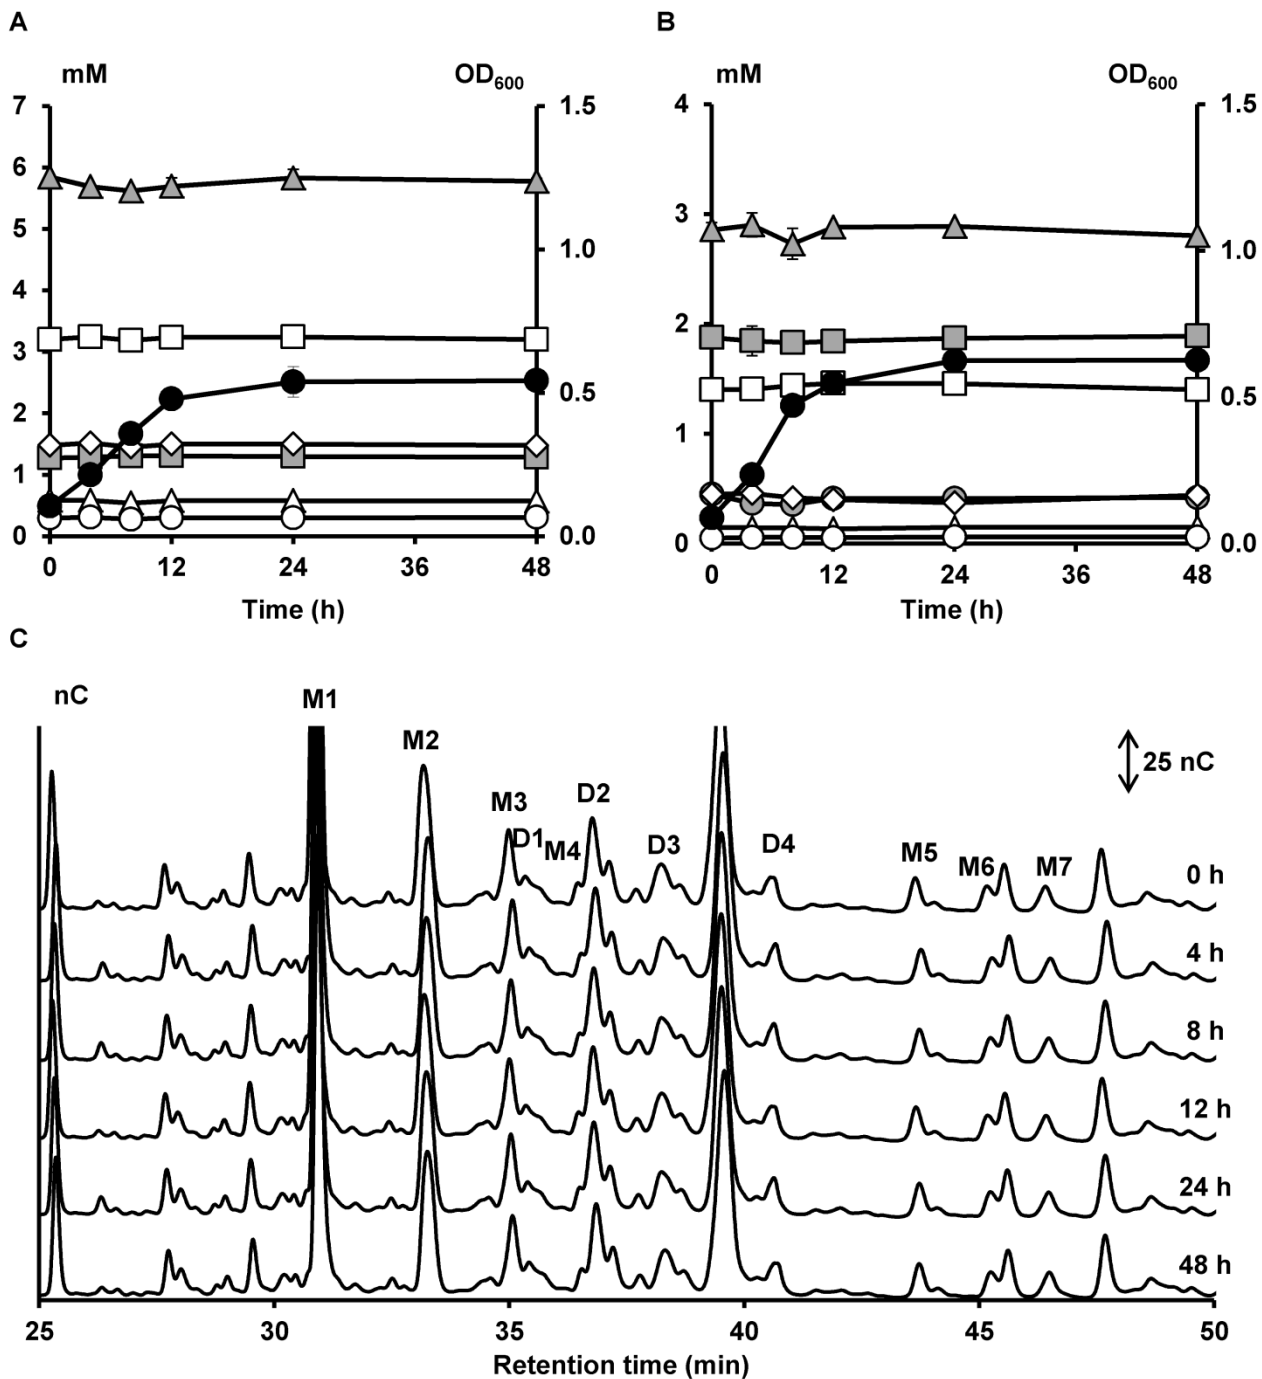 A
B
mM
OD600
mM
OD600
7
6
5
4
3
2
1
0
1.5
1.0
0.5
0.0
0
12
24
36
48
Time (h)
4
3
2
1
0
1.5
1.0
0.5
0.0
0
12
24
36
48
Time (h)
C
nC
M1
M2
M3
D1
M4
D2
D3
D4
M5
M6
M7
25 nC
0 h
4 h
8 h
12 h
24 h
48 h
25
30
35
40
45
50
Retention time (min)